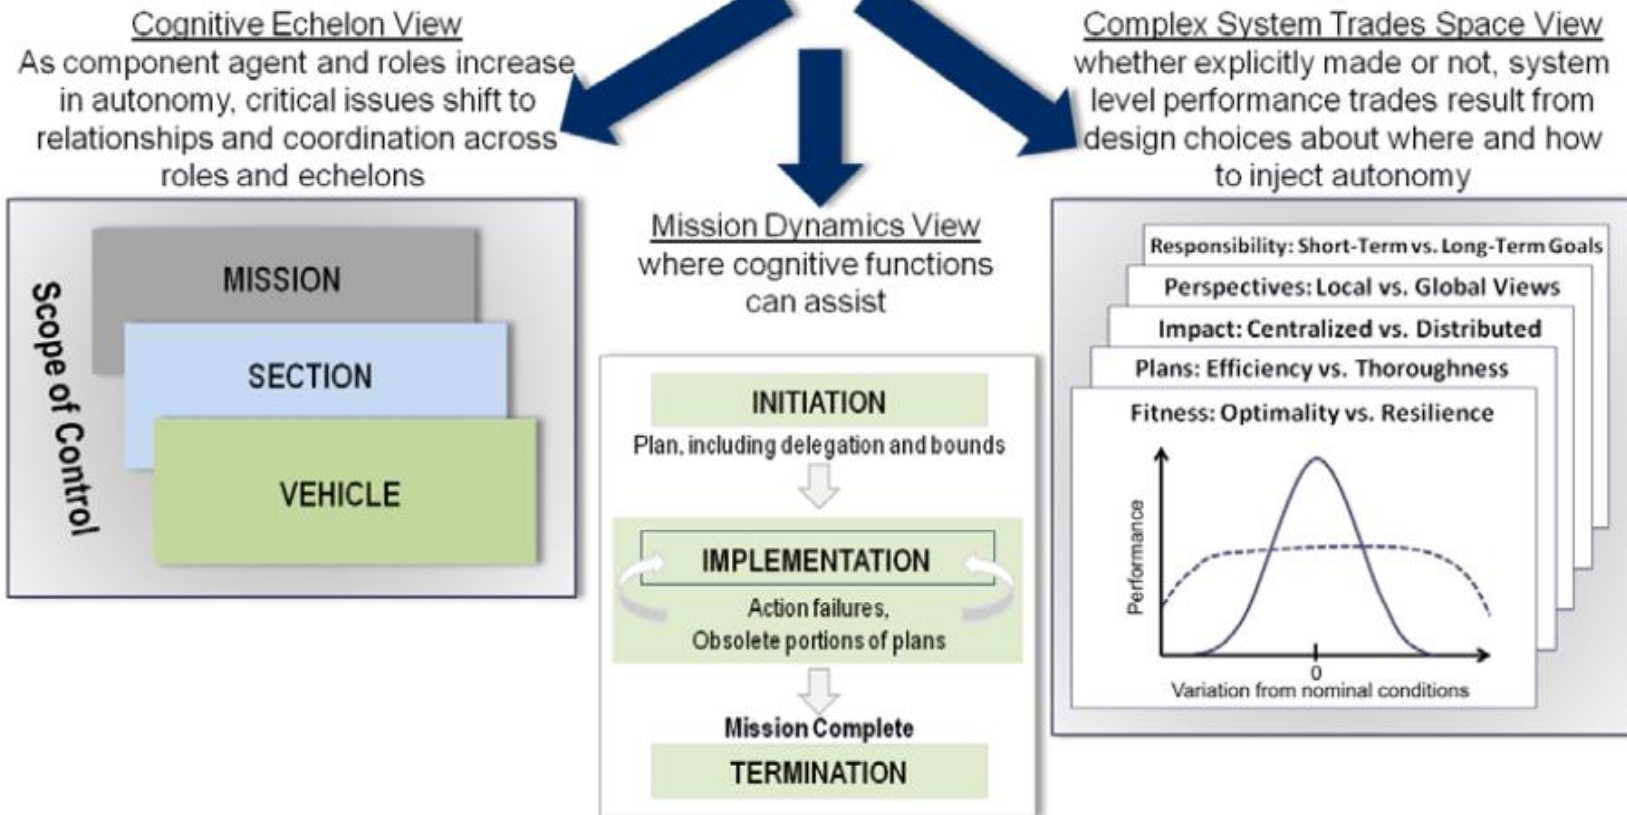 Cognitive Echelon View
As component agent and roles increase
in autonomy, critical issues shift to
relationships and coordination across
roles and echelons
Scope of Control
MISSION
SECTION
VEHICLE
Mission Dynamics View
where cognitive functions
can assist
INITIATION
Plan, including delegation and bounds
IMPLEMENTATION
Action failures,
Obsolete portions of plans
Mission Complete
TERMINATION
Complex System Trades Space View
whether explicitly made or not, system
level performance trades result from
design choices about where and how
to inject autonomy
Responsibility: Short-Term vs. Long-Term Goals
Perspectives: Local vs. Global Views
Impact: Centralized vs. Distributed
Plans: Efficiency vs. Thoroughness
Fitness: Optimality vs. Resilience
Performance
0
Variation from nominal conditions